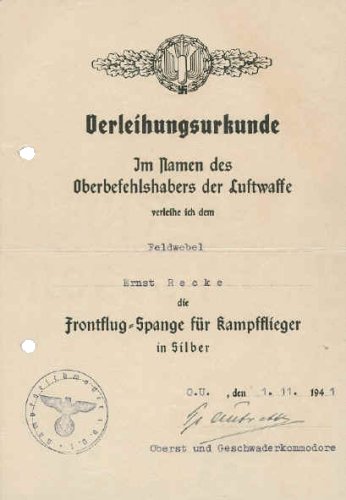 Verleihungsurkunde
Im Namen des
Oberbefehlshabers der Luftwaffe
verleihe ich dem
Feldwebel
Ernst Recke
die
Frontflug-Spange für Kampfflieger
in Silber
O.U., den 1. 11. 1941
Oberst und Geschwaderkommodore